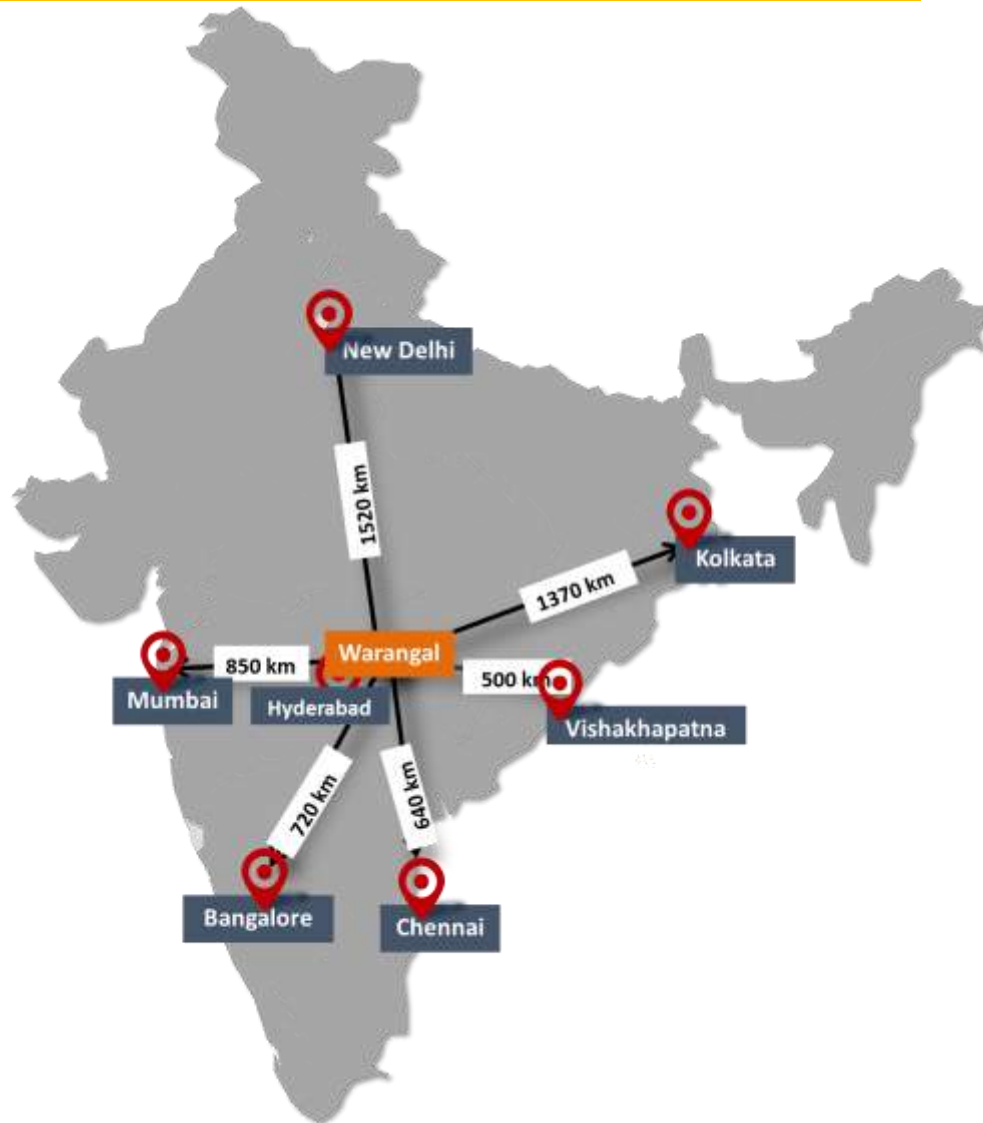 New Delhi
1520 km
Kolkata
1370 km
Warangal
850 km
500 km
Mumbai
Hyderabad
Vishakhapatna
720 km
640 km
Bangalore
Chennai